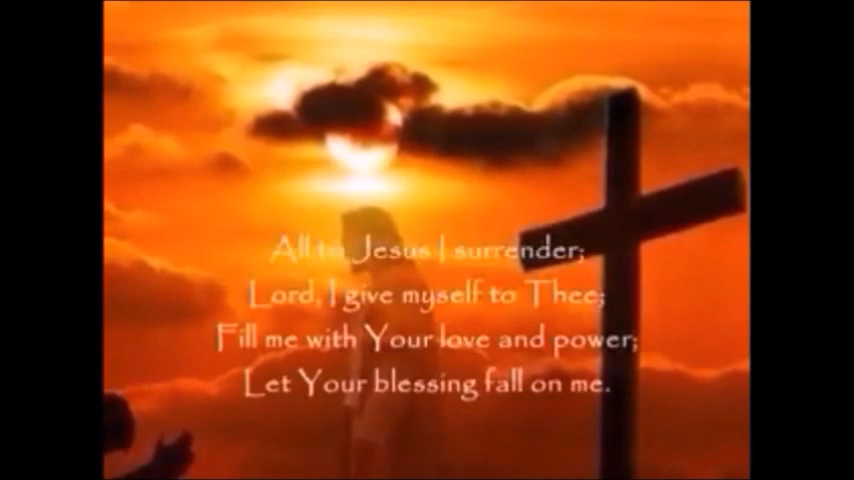 All to Jesus I surrender;
Lord, I give myself to Thee;
Fill me with Your love and power;
Let Your blessing fall on me.